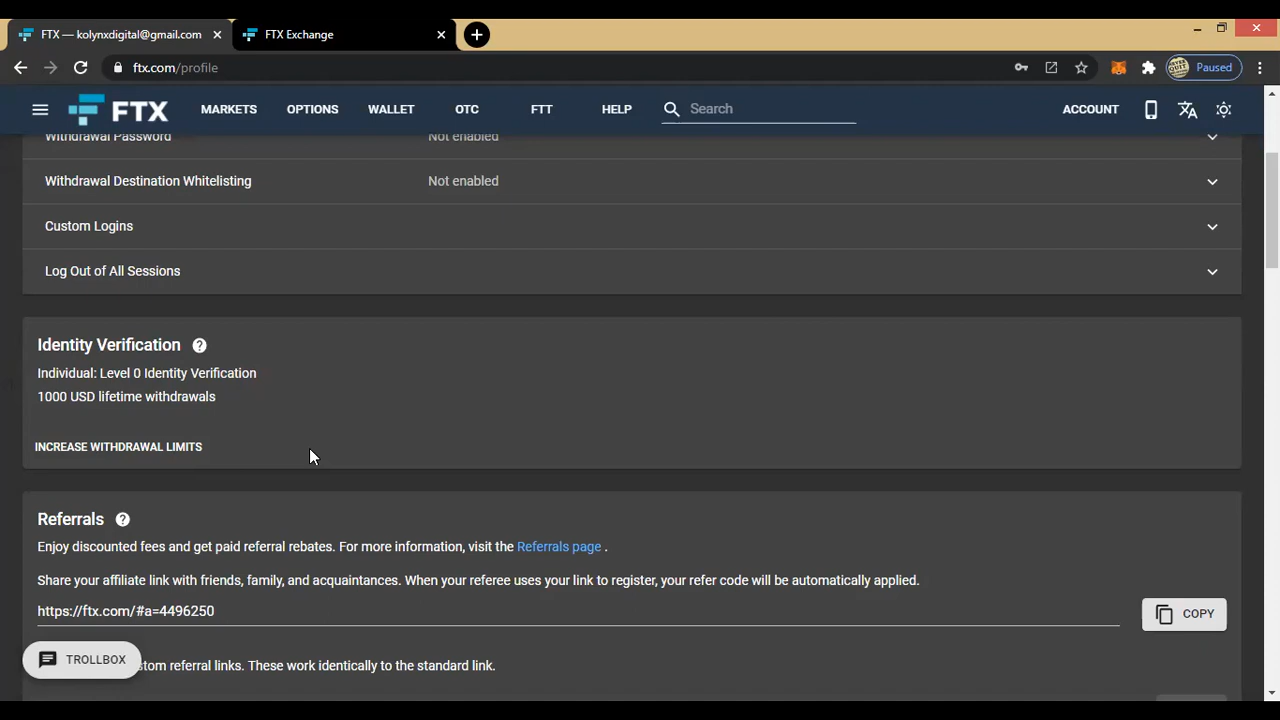 FTX — kolynxdigital@gmail.com
FTX Exchange
ftx.com/profile
Paused
FTX
MARKETS
OPTIONS
WALLET
OTC
FTT
HELP
Search
ACCOUNT
Withdrawal Password Not enabled
Withdrawal Destination Whitelisting Not enabled
Custom Logins
Log Out of All Sessions
Identity Verification
Individual: Level 0 Identity Verification
1000 USD lifetime withdrawals
INCREASE WITHDRAWAL LIMITS
Referrals
Enjoy discounted fees and get paid referral rebates. For more information, visit the Referrals page .
Share your affiliate link with friends, family, and acquaintances. When your referee uses your link to register, your refer code will be automatically applied.
https://ftx.com/#a=4496250
COPY
TROLLBOX
stom referral links. These work identically to the standard link.